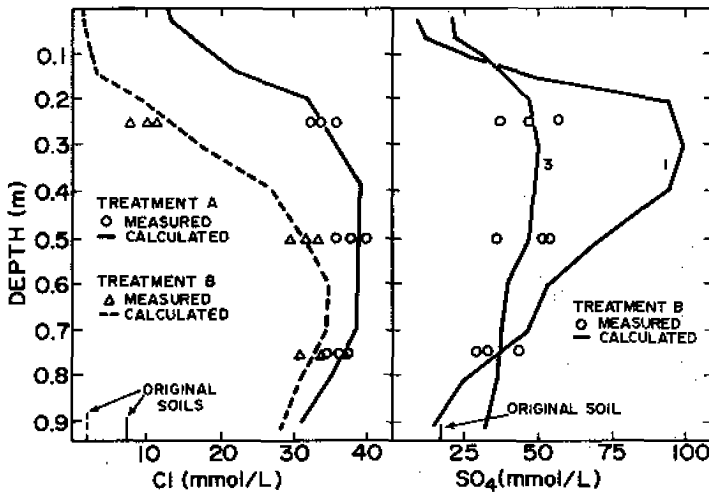 0.1
0.2
0.3
0.4
0.5
0.6
0.7
0.8
0.9
DEPTH (m)
TREATMENT A
MEASURED
CALCULATED
TREATMENT B
MEASURED
CALCULATED
ORIGINAL
SOILS
10 20 30 40
Cl (mmol/L)
3
1
TREATMENT B
MEASURED
CALCULATED
ORIGINAL SOIL
25 50 75 100
SO4(mmol/L)